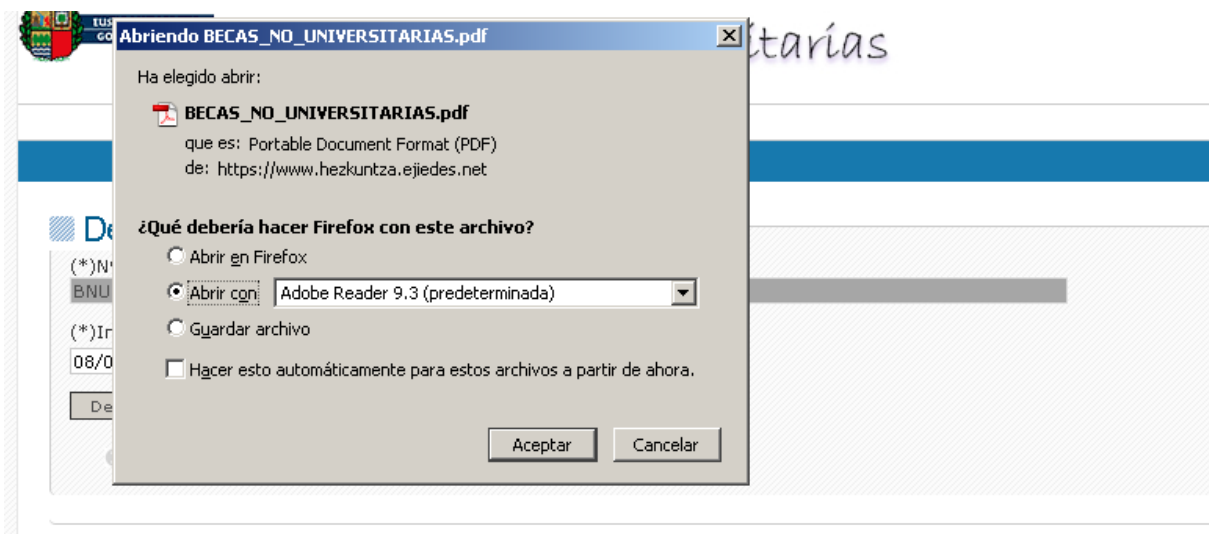 Abriendo BECAS_NO_UNIVERSITARIAS.pdf
Ha elegido abrir:
BECAS_NO_UNIVERSITARIAS.pdf
que es: Portable Document Format (PDF)
de: https://www.hezkuntza.ejiedes.net
¿Qué debería hacer Firefox con este archivo?
Abrir en Firefox
Abrir con Adobe Reader 9.3 (predeterminada)
Guardar archivo
Hacer esto automáticamente para estos archivos a partir de ahora.
Aceptar Cancelar
itarias
De
(*)Nº
BNU
(*)Ir
08/0
De